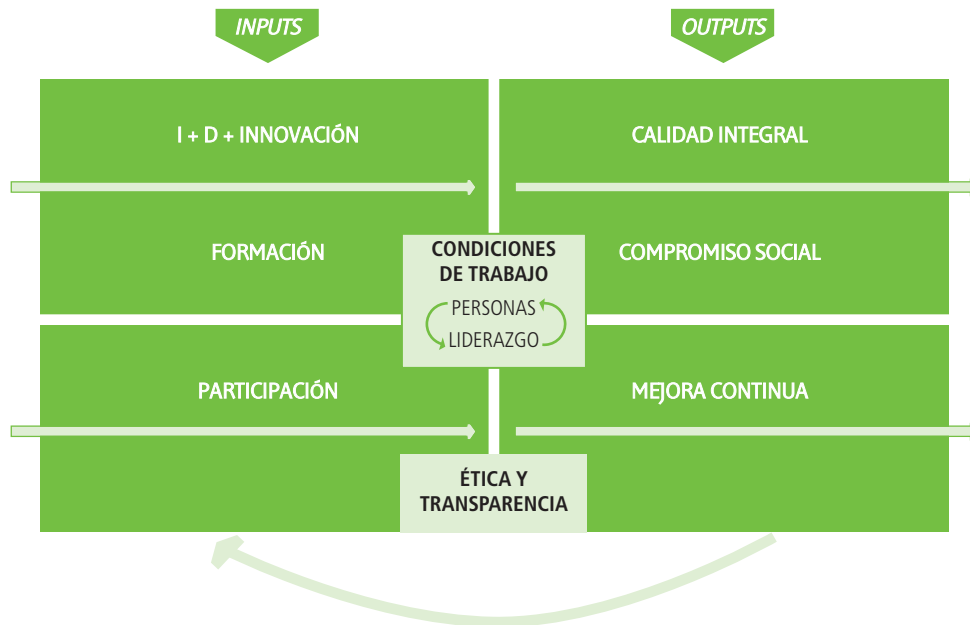 INPUTS
OUTPUTS
I + D + INNOVACIÓN
CALIDAD INTEGRAL
FORMACIÓN
CONDICIONES
DE TRABAJO
PERSONAS
LIDERAZGO
COMPROMISO SOCIAL
PARTICIPACIÓN
MEJORA CONTINUA
ÉTICA Y
TRANSPARENCIA